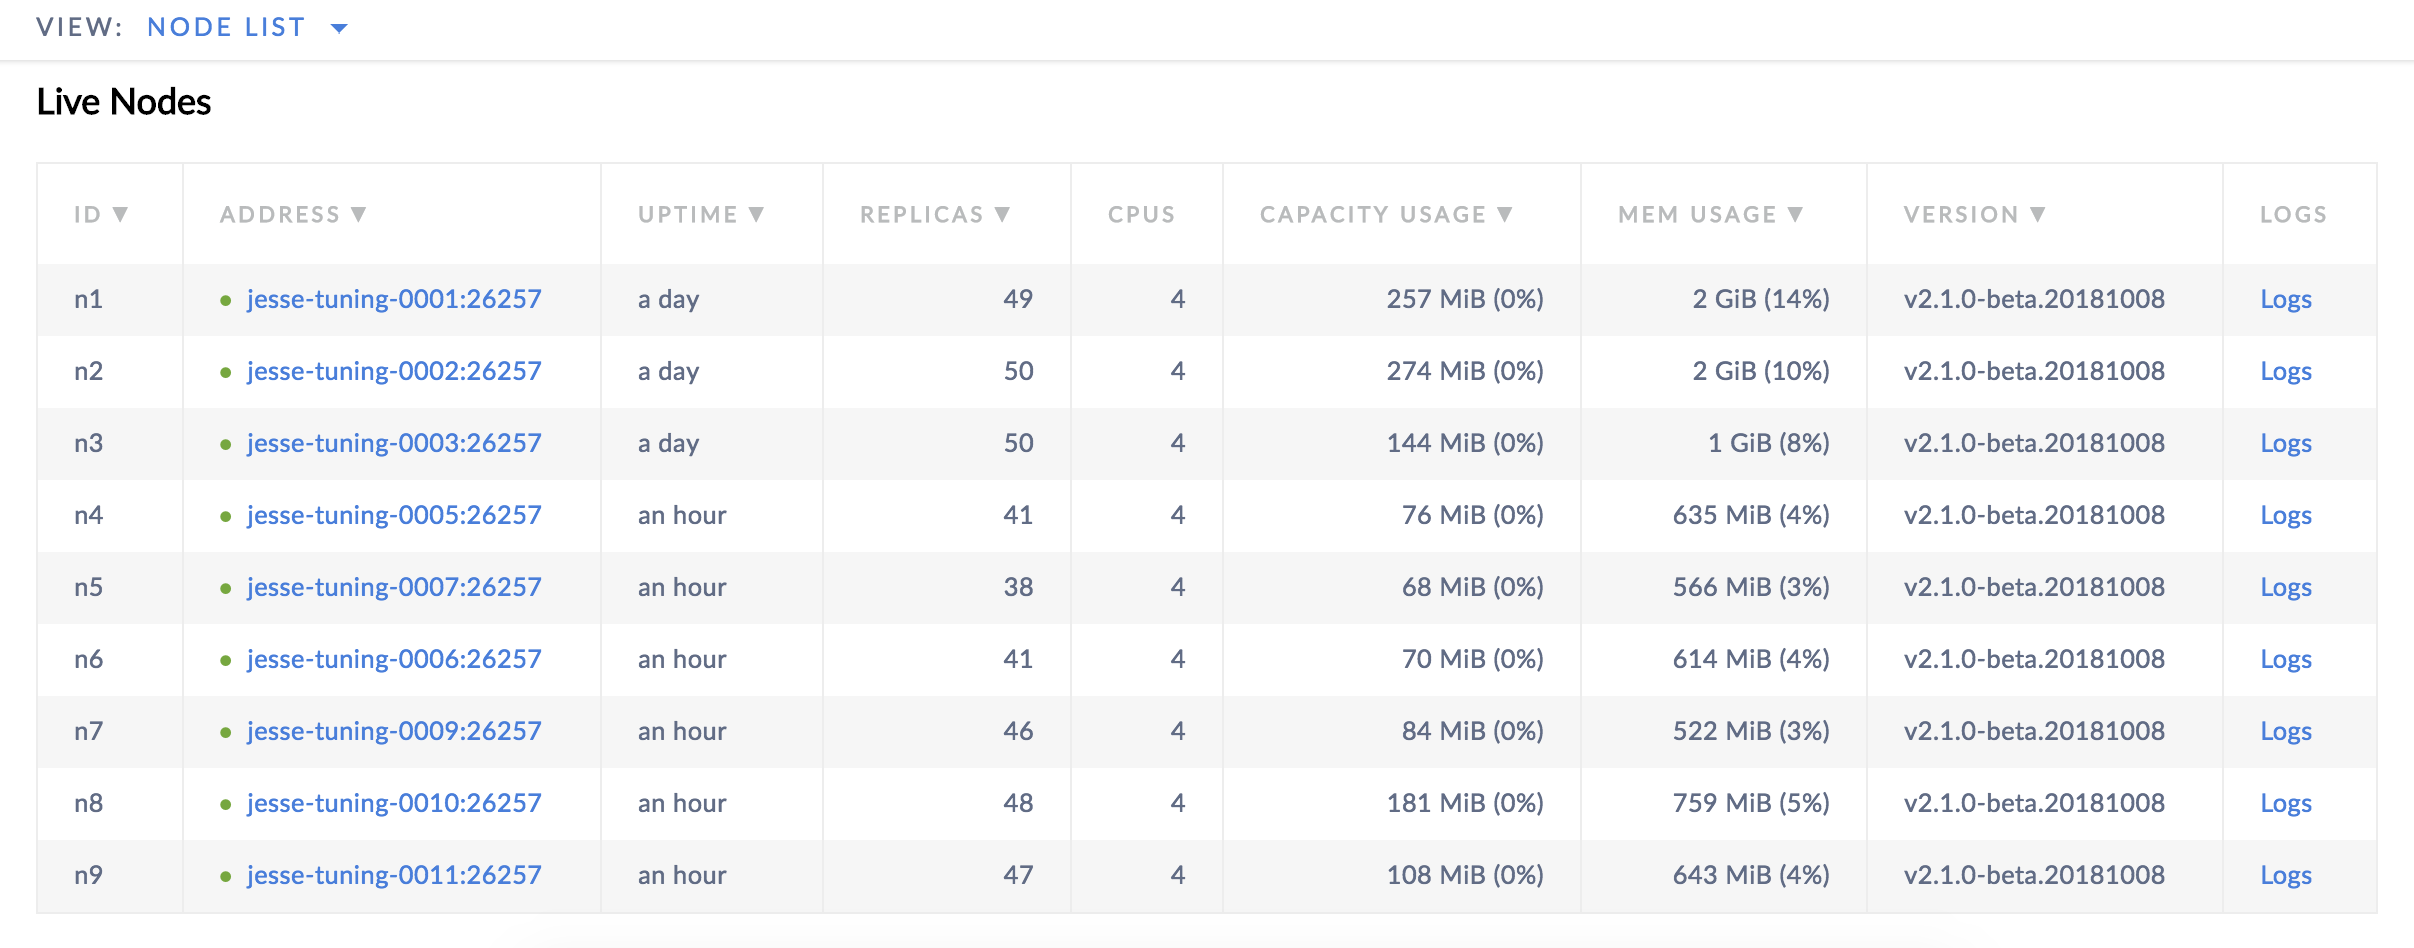 VIEW: NODE LIST ▼
Live Nodes
ID ▼ ADDRESS ▼ UPTIME ▼ REPLICAS ▼ CPUS CAPACITY USAGE ▼ MEM USAGE ▼ VERSION ▼ LOGS
n1 jesse-tuning-0001:26257 a day 49 4 257 MiB (0%) 2 GiB (14%) v2.1.0-beta.20181008 Logs
n2 jesse-tuning-0002:26257 a day 50 4 274 MiB (0%) 2 GiB (10%) v2.1.0-beta.20181008 Logs
n3 jesse-tuning-0003:26257 a day 50 4 144 MiB (0%) 1 GiB (8%) v2.1.0-beta.20181008 Logs
n4 jesse-tuning-0005:26257 an hour 41 4 76 MiB (0%) 635 MiB (4%) v2.1.0-beta.20181008 Logs
n5 jesse-tuning-0007:26257 an hour 38 4 68 MiB (0%) 566 MiB (3%) v2.1.0-beta.20181008 Logs
n6 jesse-tuning-0006:26257 an hour 41 4 70 MiB (0%) 614 MiB (4%) v2.1.0-beta.20181008 Logs
n7 jesse-tuning-0009:26257 an hour 46 4 84 MiB (0%) 522 MiB (3%) v2.1.0-beta.20181008 Logs
n8 jesse-tuning-0010:26257 an hour 48 4 181 MiB (0%) 759 MiB (5%) v2.1.0-beta.20181008 Logs
n9 jesse-tuning-0011:26257 an hour 47 4 108 MiB (0%) 643 MiB (4%) v2.1.0-beta.20181008 Logs